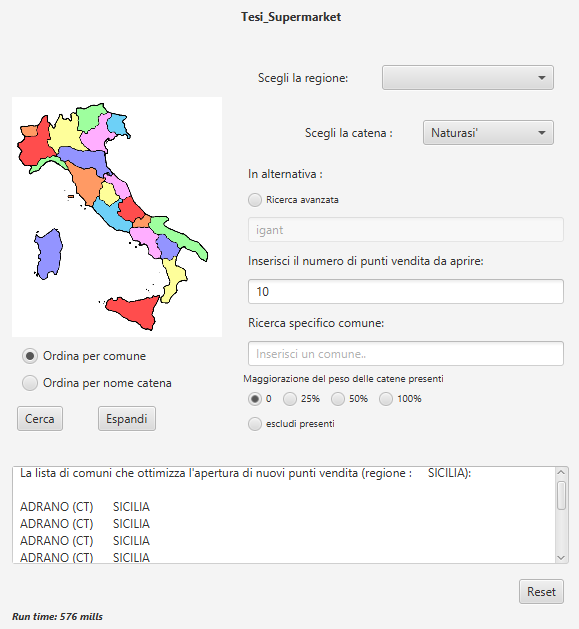 Tesi_Supermarket
Scegli la regione:
Scegli la catena : Naturasi'
In alternativa :
Ricerca avanzata
igant
Inserisci il numero di punti vendita da aprire:
10
Ricerca specifico comune:
Inserisci un comune..
Maggiorazione del peso delle catene presenti
0 25% 50% 100%
escludi presenti
Ordina per comune
Ordina per nome catena
Cerca Espandi
La lista di comuni che ottimizza l'apertura di nuovi punti vendita (regione : SICILIA):
ADRANO (CT) SICILIA
ADRANO (CT) SICILIA
ADRANO (CT) SICILIA
ADRANO (CT) SICILIA
Reset
Run time: 576 mills